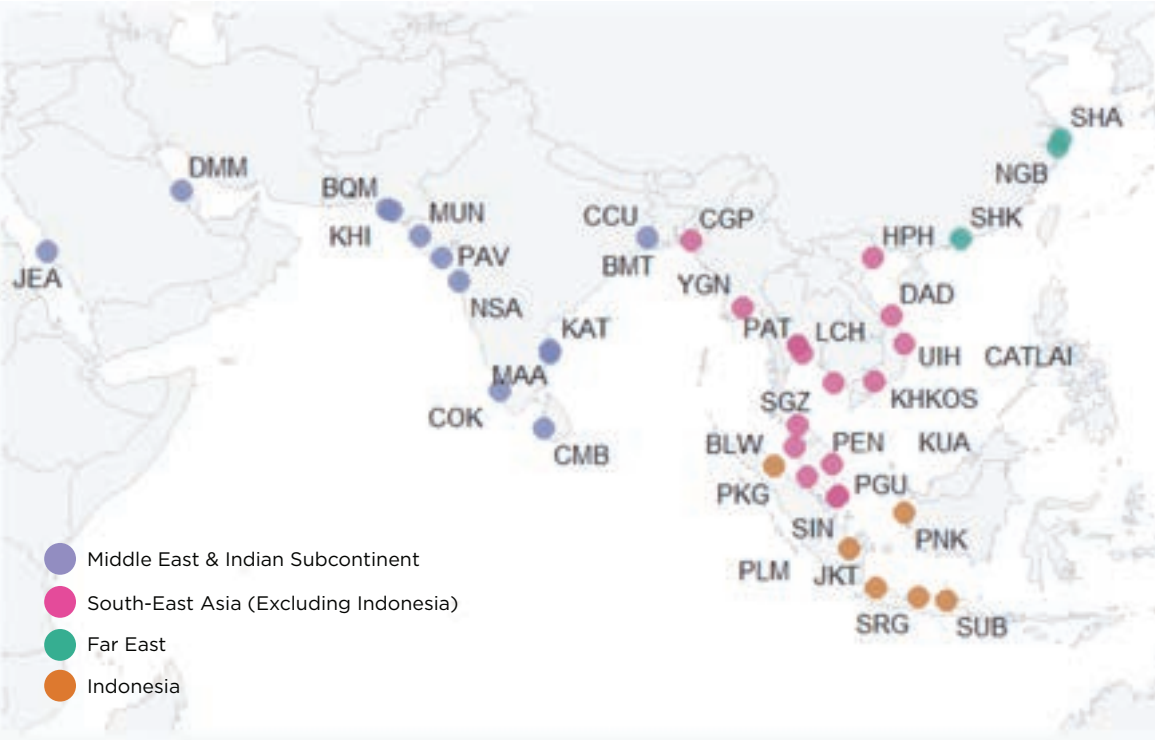 SHA
DMM
NGB
BQM
MUN
CCU
CGP
SHK
KHI
HPH
PAV
BMT
JEA
YGN
DAD
NSA
KAT
PAT
LCH
UIH
CATLAI
MAA
SGZ
KHKOS
COK
BLW
PEN
KUA
CMB
PKG
PGU
SIN
PNK
Middle East & Indian Subcontinent
PLM
JKT
South-East Asia (Excluding Indonesia)
SRG
SUB
Far East
Indonesia